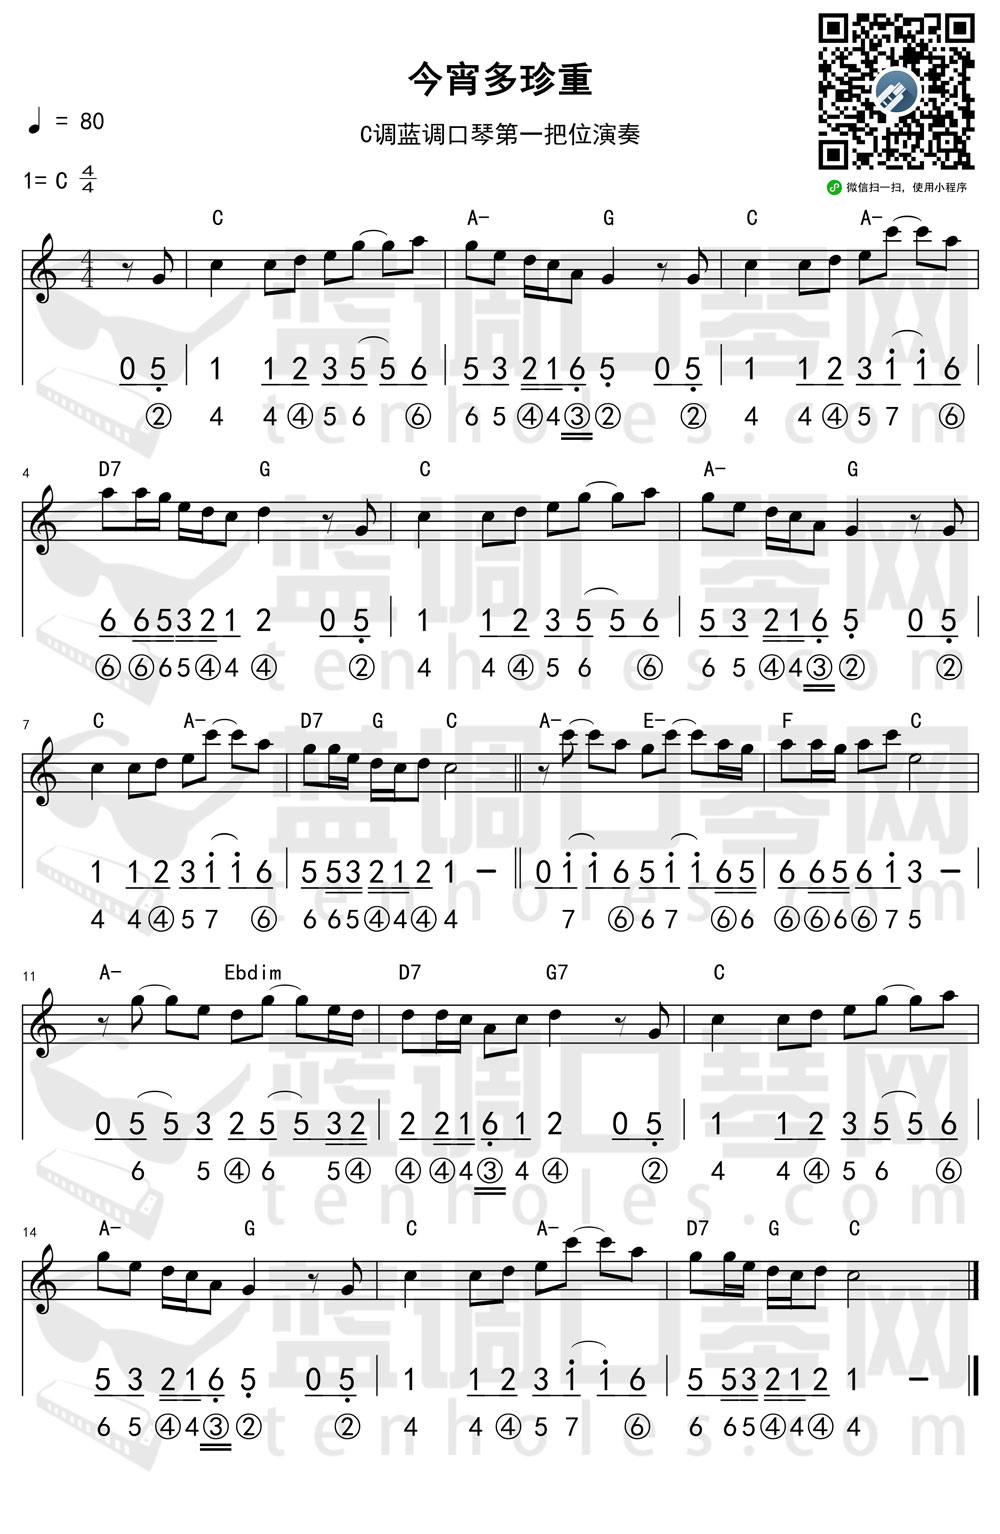 今宵多珍重
♩ = 80
C调蓝调口琴第一把位演奏
1= C 4/4
微信扫一扫，使用小程序
C A- G C A-
0 5 | 1 1 2 3 5 5 6 | 5 3 2 1 6 5 0 5 | 1 1 2 3 i i 6 |
② 4 4 ④ 5 6 ⑥ 6 5 ④ 4 ③ ② ② 4 4 ④ 5 7 ⑥
4 D7 G C A- G
6 6 5 3 2 1 2 0 5 | 1 1 2 3 5 5 6 | 5 3 2 1 6 5 0 5 |
⑥ ⑥ 6 5 ④ 4 ④ ② 4 4 ④ 5 6 ⑥ 6 5 ④ 4 ③ ② ②
7 C A- D7 G C A- E- F C
1 1 2 3 i i 6 | 5 5 3 2 1 2 1 - || 0 i i 6 5 i i 6 5 | 6 6 5 6 i 3 - |
4 4 ④ 5 7 ⑥ 6 6 5 ④ 4 ④ 4 7 ⑥ 6 7 ⑥ 6 ⑥ ⑥ 6 ⑥ 7 5
11 A- Ebdim D7 G7 C
0 5 5 3 2 5 5 3 2 | 2 2 1 6 1 2 0 5 | 1 1 2 3 5 5 6 |
6 5 ④ 6 5 ④ ④ ④ 4 ③ 4 ④ ② 4 4 ④ 5 6 ⑥
14 A- G C A- D7 G C
5 3 2 1 6 5 0 5 | 1 1 2 3 i i 6 | 5 5 3 2 1 2 1 - ‖
6 5 ④ 4 ③ ② ② 4 4 ④ 5 7 ⑥ 6 6 5 ④ 4 ④ 4
蓝调口琴网
tenholes.com